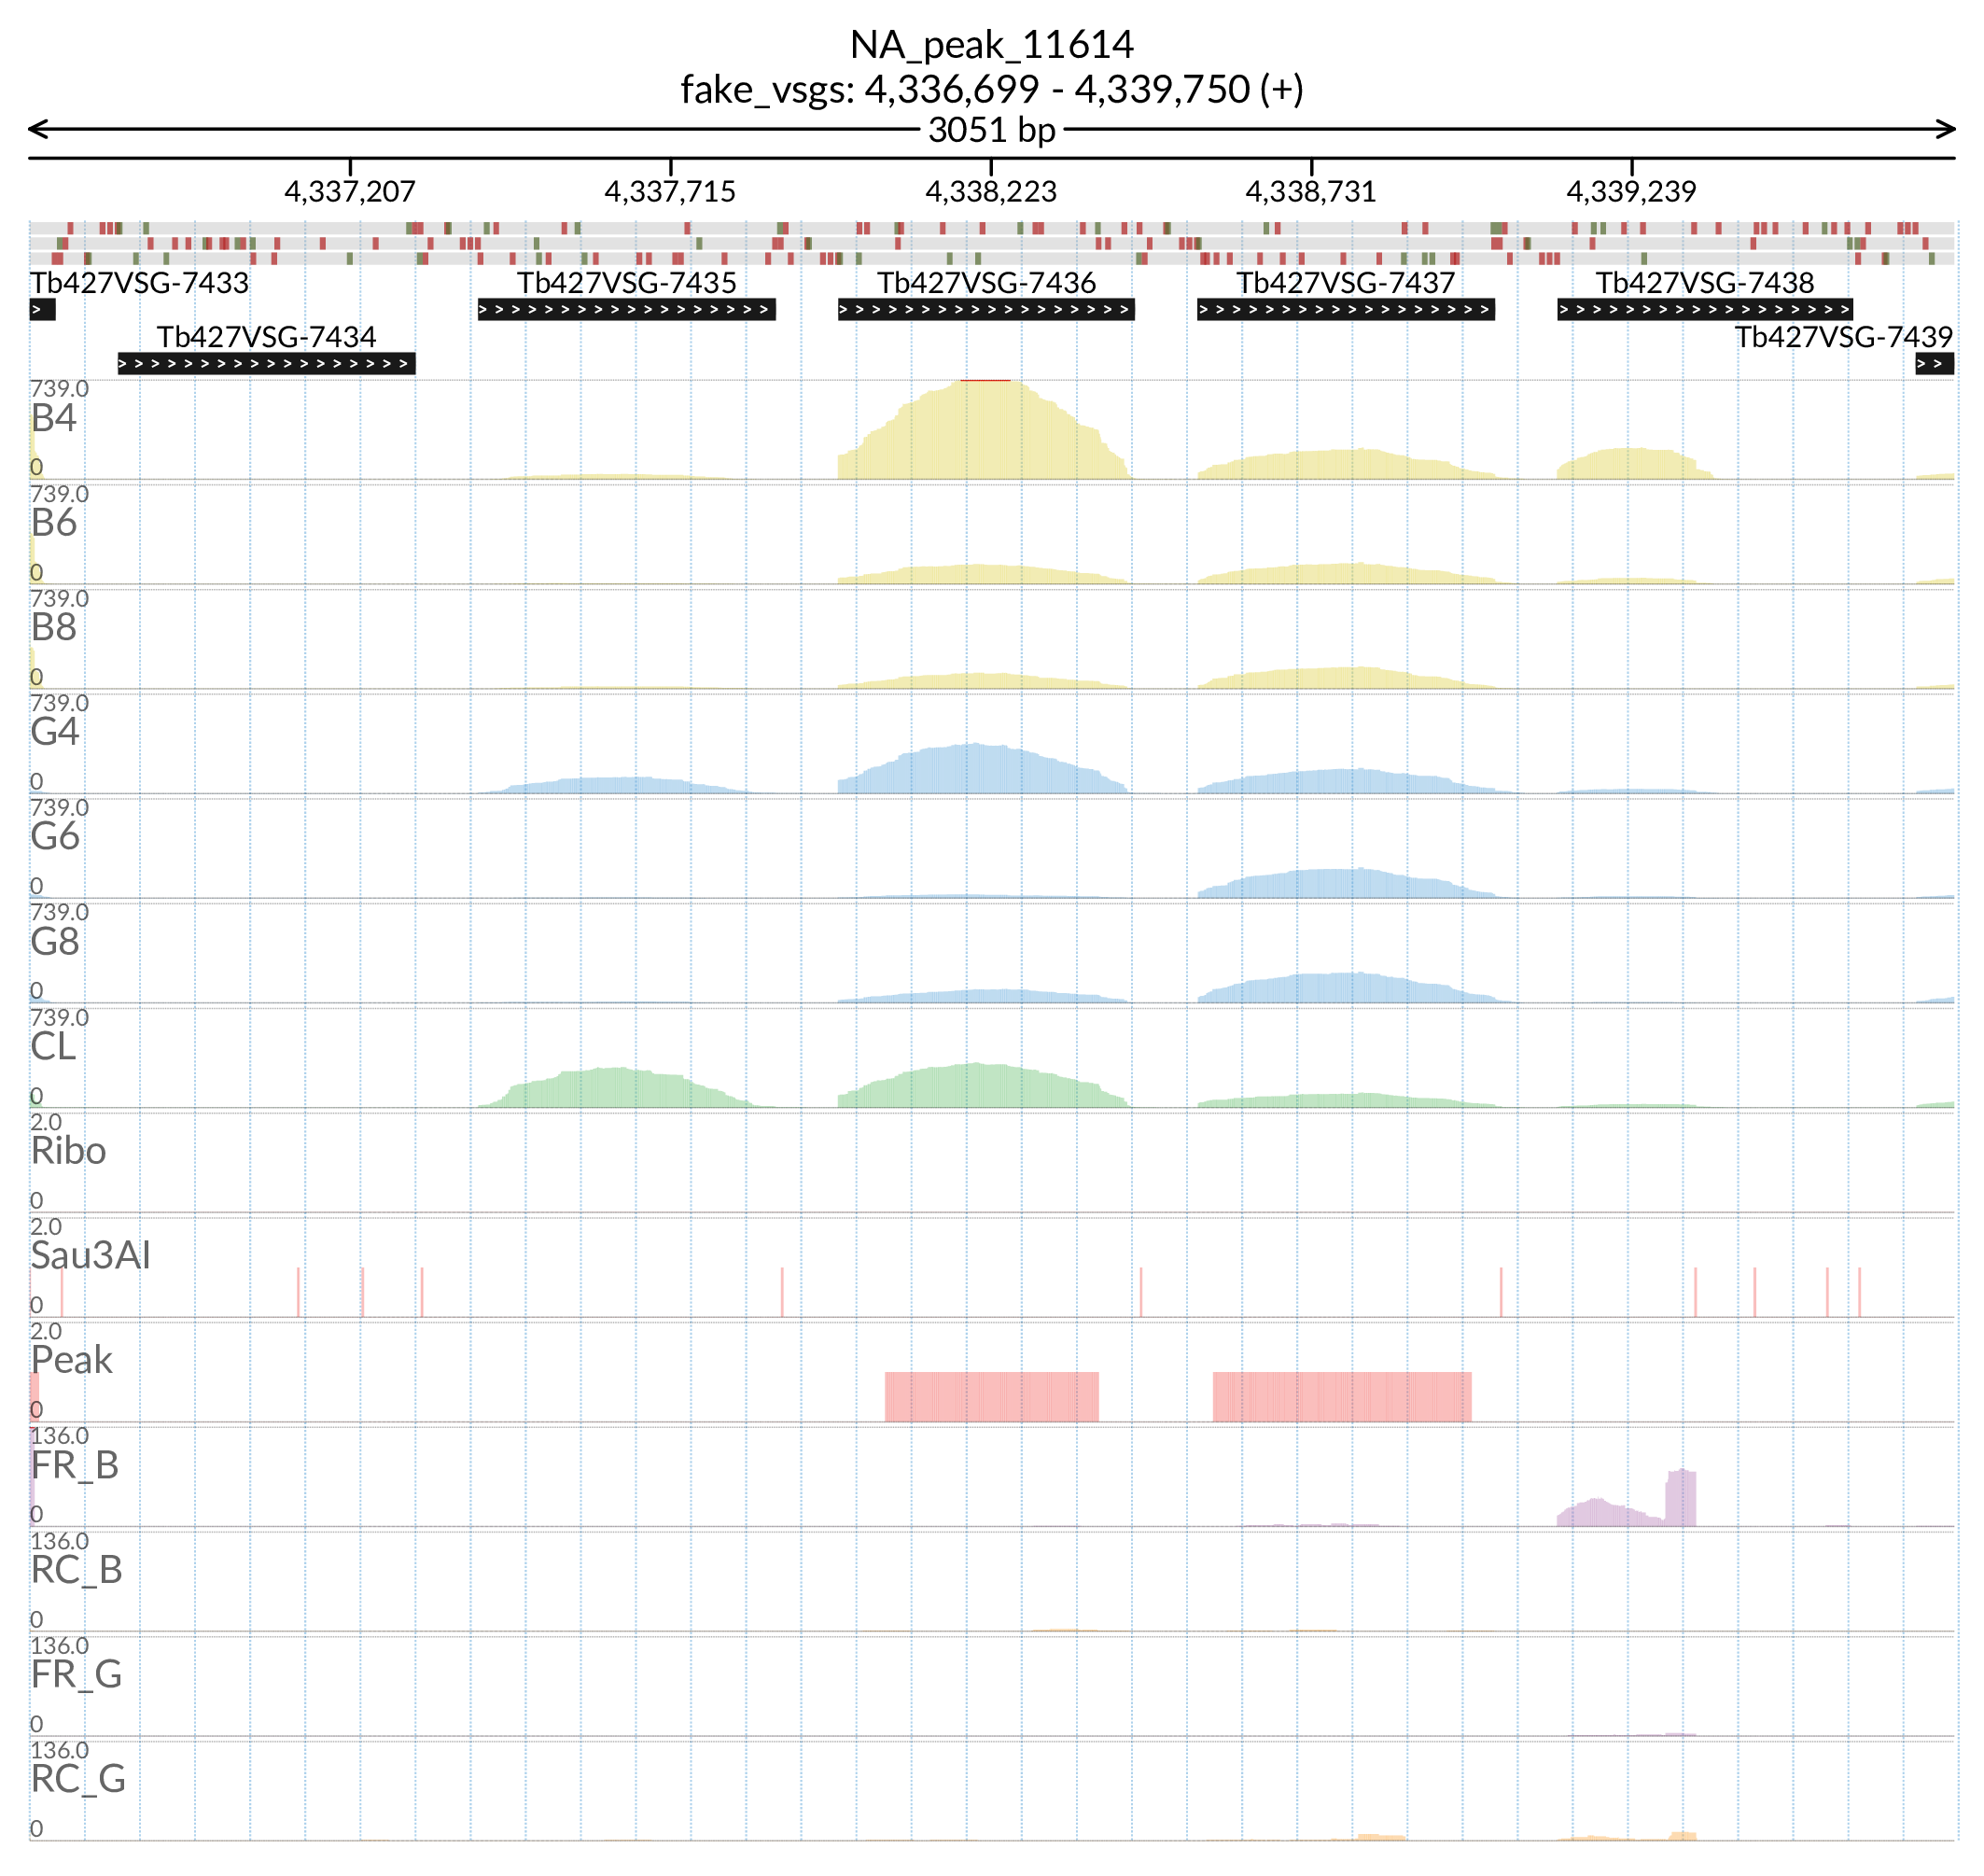 NA_peak_11614
fake_vsgs: 4,336,699 - 4,339,750 (+)
3051 bp
4,337,207 4,337,715 4,338,223 4,338,731 4,339,239
Tb427VSG-7433 Tb427VSG-7435 Tb427VSG-7436 Tb427VSG-7437 Tb427VSG-7438
Tb427VSG-7434 Tb427VSG-7439
739.0
B4
0
739.0
B6
0
739.0
B8
0
739.0
G4
0
739.0
G6
0
739.0
G8
0
739.0
CL
0
2.0
Ribo
0
2.0
Sau3AI
0
2.0
Peak
0
136.0
FR_B
0
136.0
RC_B
0
136.0
FR_G
0
136.0
RC_G
0